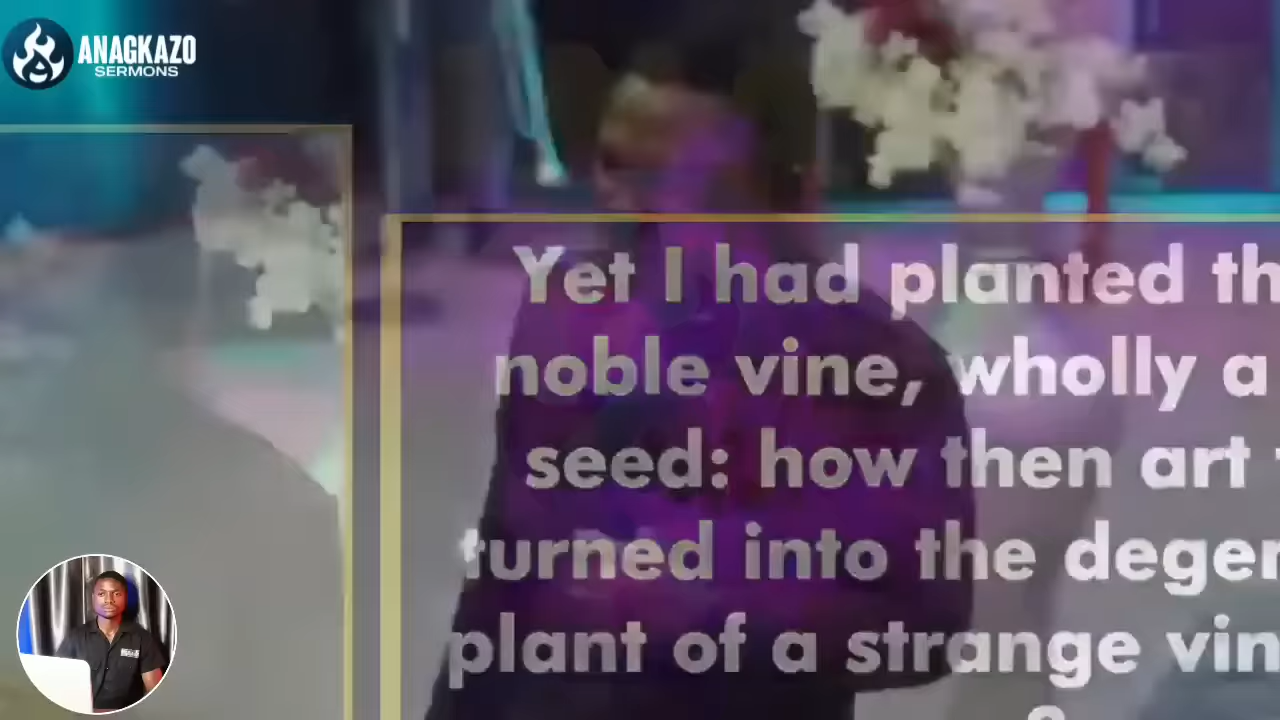 ANAGKAZO
SERMONS
Yet I had planted th
noble vine, wholly a
seed: how then art
turned into the degen
plant of a strange vin